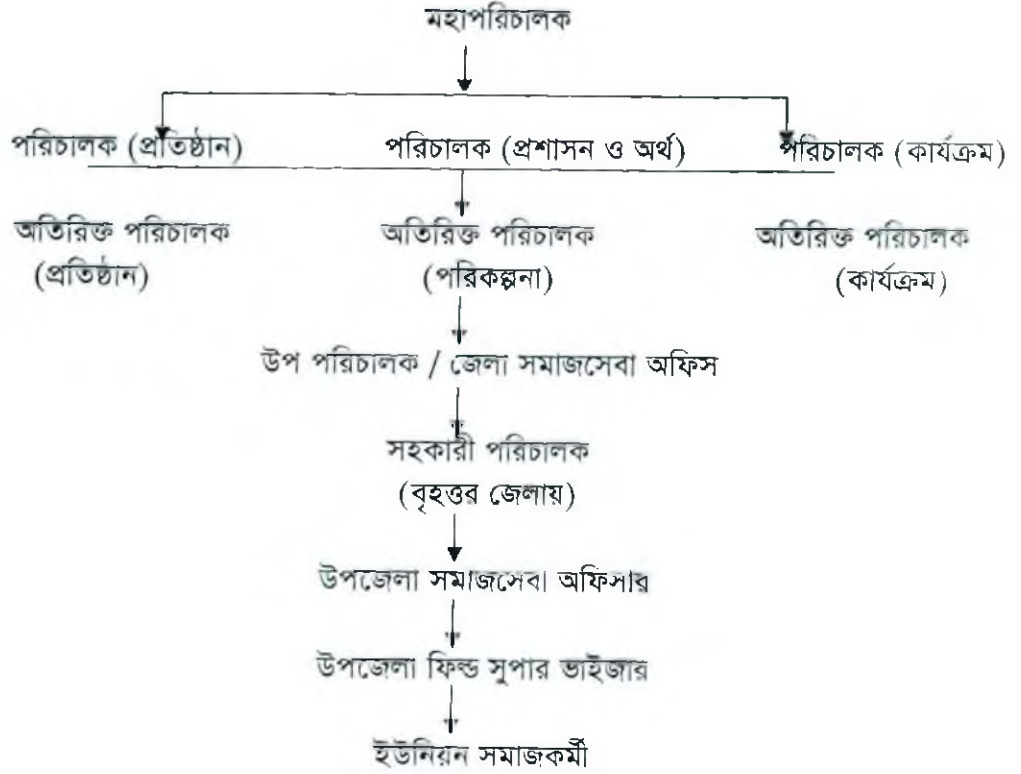 মহাপরিচালক
পরিচালক (প্রতিষ্ঠান) পরিচালক (প্রশাসন ও অর্থ) পরিচালক (কার্যক্রম)
অতিরিক্ত পরিচালক অতিরিক্ত পরিচালক অতিরিক্ত পরিচালক
(প্রতিষ্ঠান) (পরিকল্পনা) (কার্যক্রম)
উপ পরিচালক / জেলা সমাজসেবা অফিস
সহকারী পরিচালক
(বৃহত্তর জেলায়)
উপজেলা সমাজসেবা অফিসার
উপজেলা ফিল্ড সুপার ভাইজার
ইউনিয়ন সমাজকর্মী